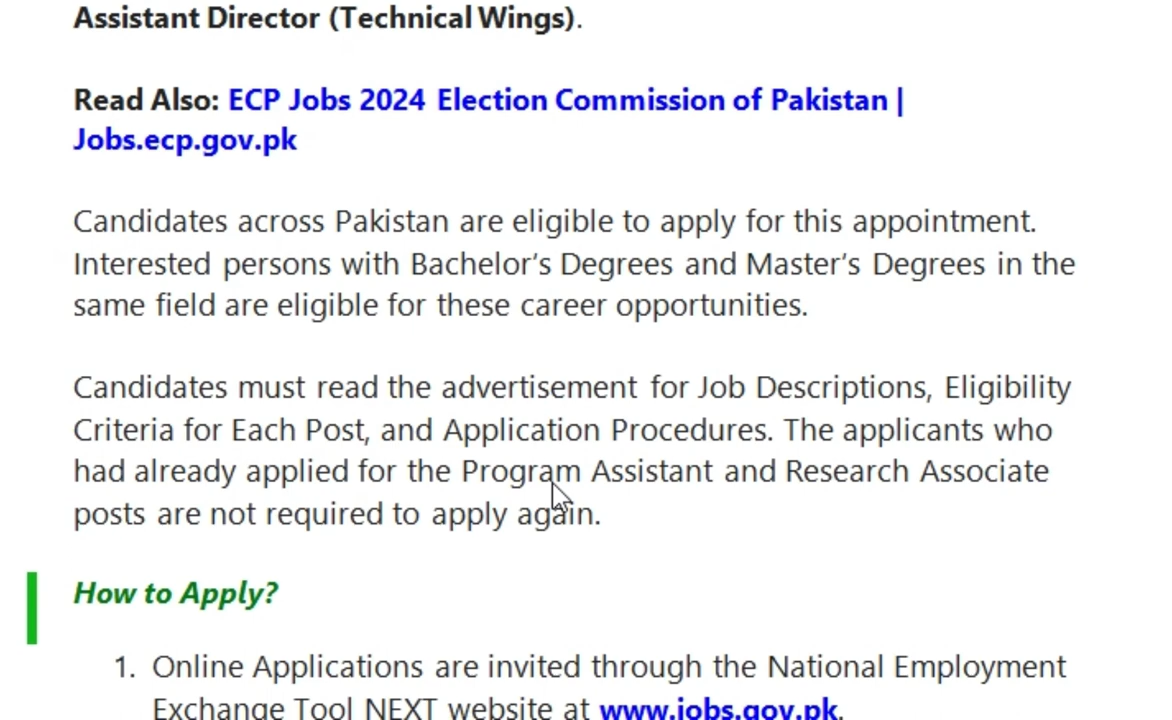 Assistant Director (Technical Wings).
Read Also: ECP Jobs 2024 Election Commission of Pakistan |
Jobs.ecp.gov.pk
Candidates across Pakistan are eligible to apply for this appointment.
Interested persons with Bachelor’s Degrees and Master’s Degrees in the
same field are eligible for these career opportunities.
Candidates must read the advertisement for Job Descriptions, Eligibility
Criteria for Each Post, and Application Procedures. The applicants who
had already applied for the Program Assistant and Research Associate
posts are not required to apply again.
How to Apply?
1. Online Applications are invited through the National Employment
Exchange Tool NEXT website at www.jobs.gov.pk.